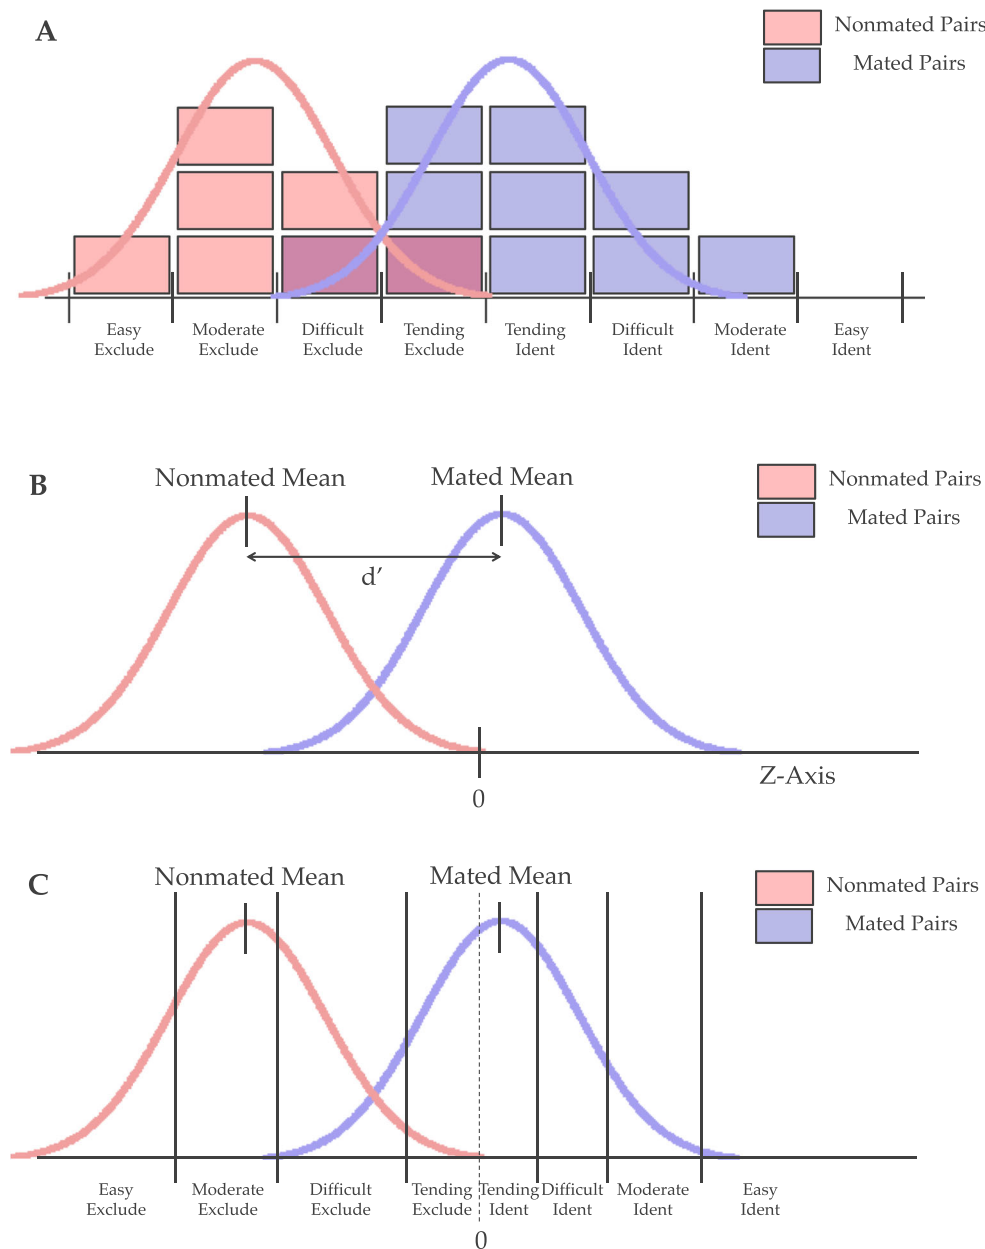 A
Nonmated Pairs
Mated Pairs
Easy Exclude
Moderate Exclude
Difficult Exclude
Tending Exclude
Tending Ident
Difficult Ident
Moderate Ident
Easy Ident
B
Nonmated Mean
Mated Mean
Nonmated Pairs
Mated Pairs
d’
Z-Axis
0
C
Nonmated Mean
Mated Mean
Nonmated Pairs
Mated Pairs
Easy Exclude
Moderate Exclude
Difficult Exclude
Tending Exclude
Tending Ident
Difficult Ident
Moderate Ident
Easy Ident
0